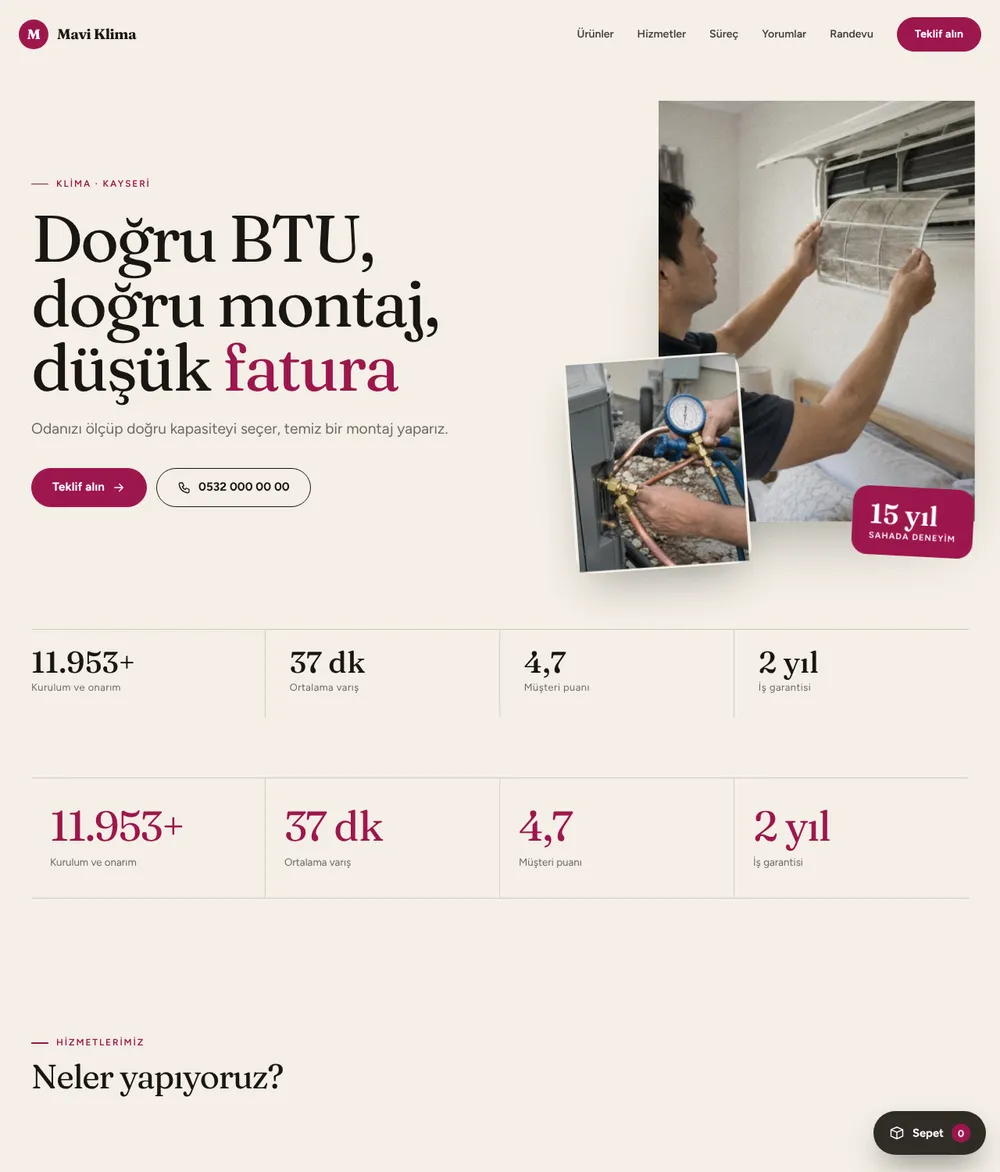 M Mavi Klima
Ürünler Hizmetler Süreç Yorumlar Randevu Teklif alın
KLİMA · KAYSERİ
Doğru BTU,
doğru montaj,
düşük fatura
Odanızı ölçüp doğru kapasiteyi seçer, temiz bir montaj yaparız.
Teklif alın → 0532 000 00 00
15 yıl
SAHADA DENEYİM
11.953+ 37 dk 4,7 2 yıl
Kurulum ve onarım Ortalama varış Müşteri puanı İş garantisi
11.953+ 37 dk 4,7 2 yıl
Kurulum ve onarım Ortalama varış Müşteri puanı İş garantisi
HİZMETLERİMİZ
Neler yapıyoruz?
Sepet 0